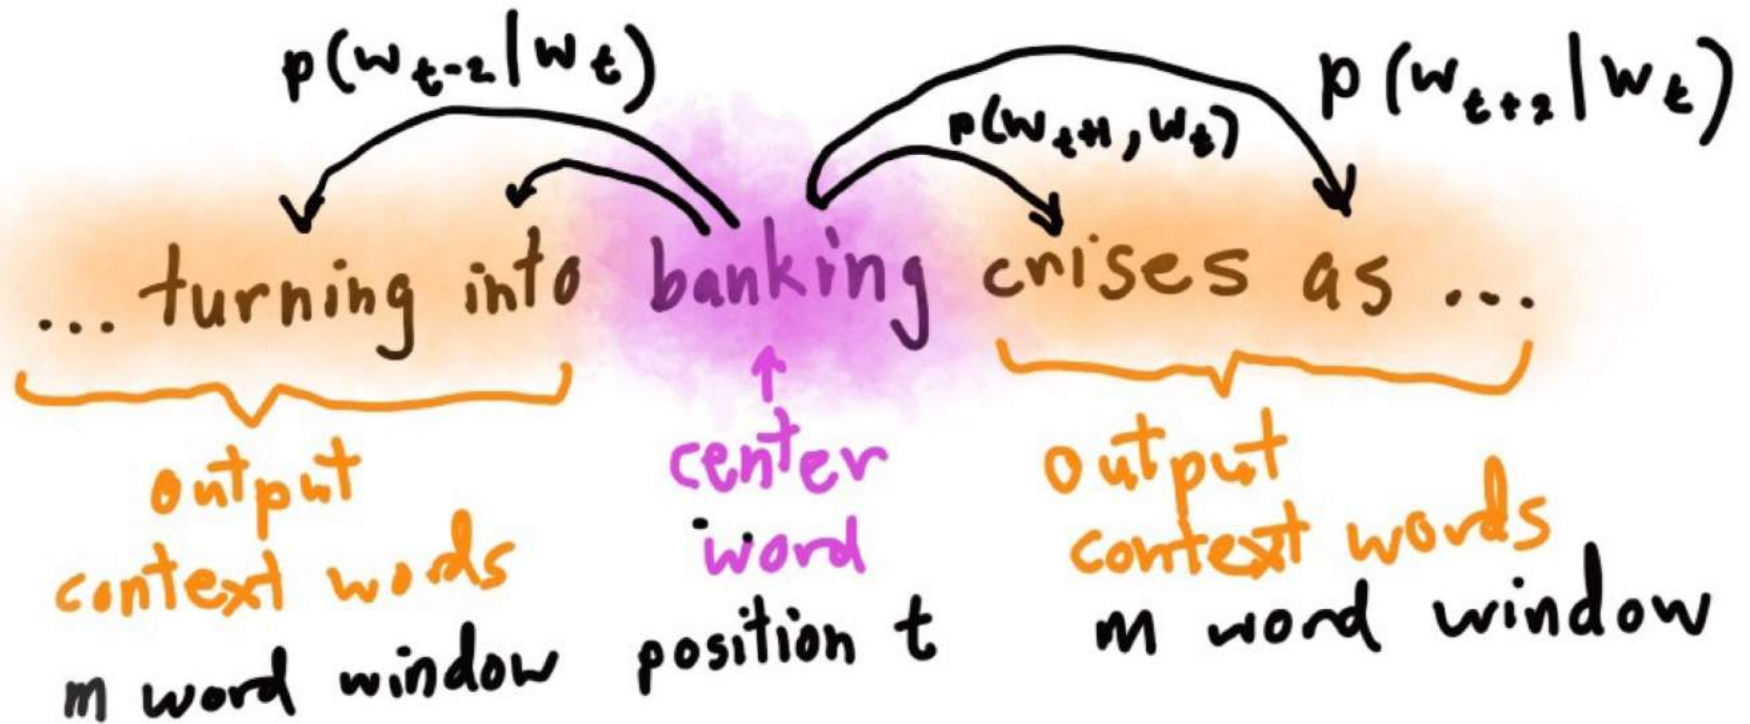 p(w_{t-2}|w_t)
p(w_{t+1}, w_t)
p(w_{t+2}|w_t)
... turning into banking crises as ...
output
context words
m word window
center
word
position t
output
context words
m word window